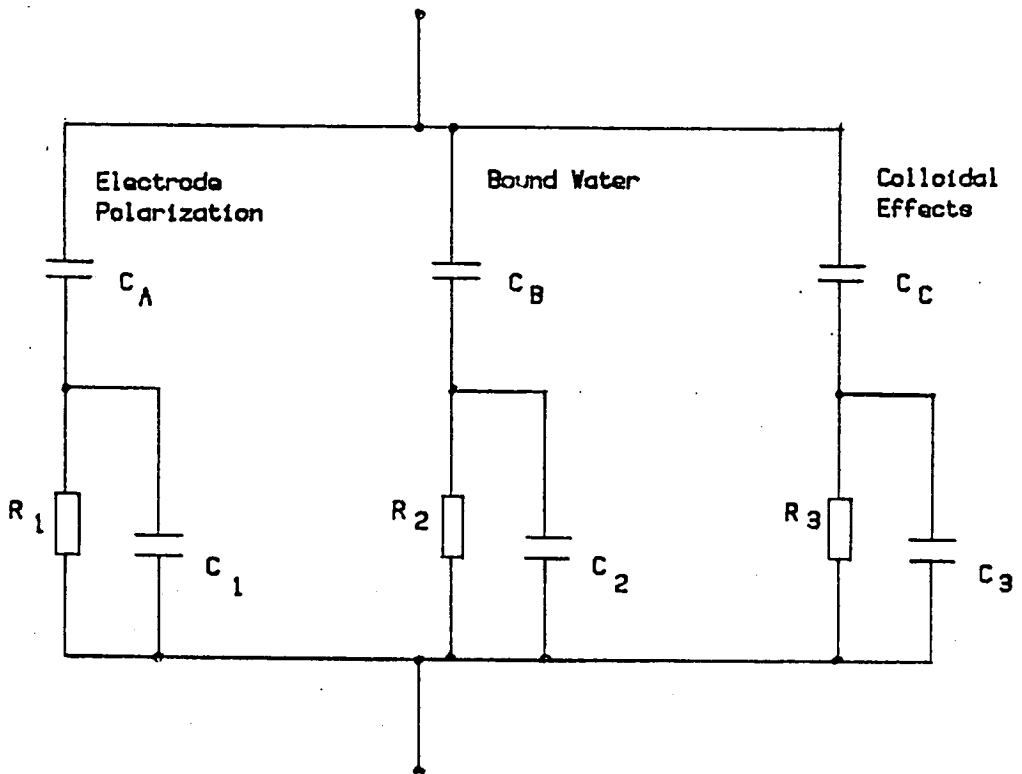 Electrode
Polarization
Bound Water
Colloidal
Effects
C A
C B
C C
R 1
C 1
R 2
C 2
R 3
C 3